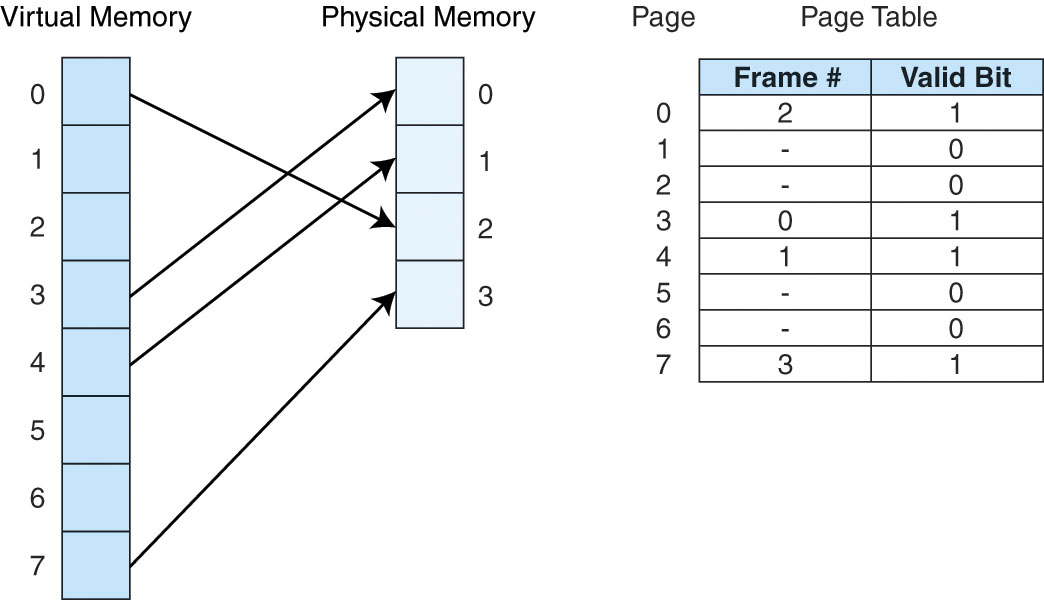 Virtual Memory
0
1
2
3
4
5
6
7
Physical Memory
0
1
2
3
Page Page Table
Frame # Valid Bit
0 2 1
1 - 0
2 - 0
3 0 1
4 1 1
5 - 0
6 - 0
7 3 1